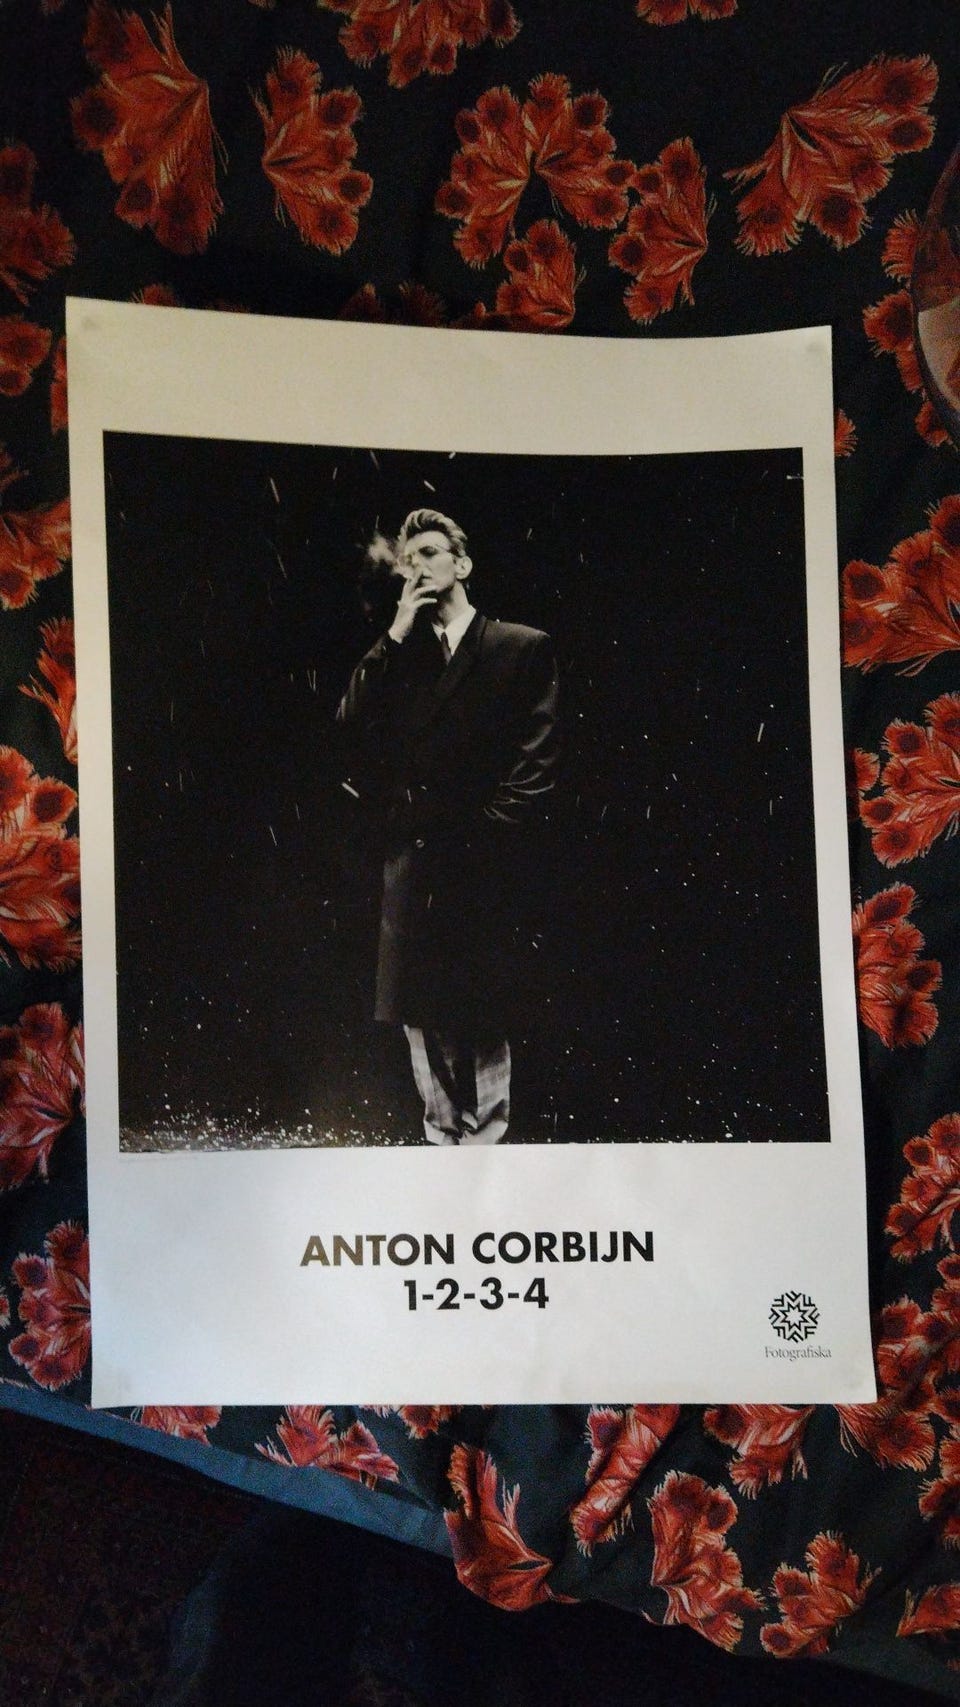 ANTON CORBIJN
1-2-3-4
Fotografiska